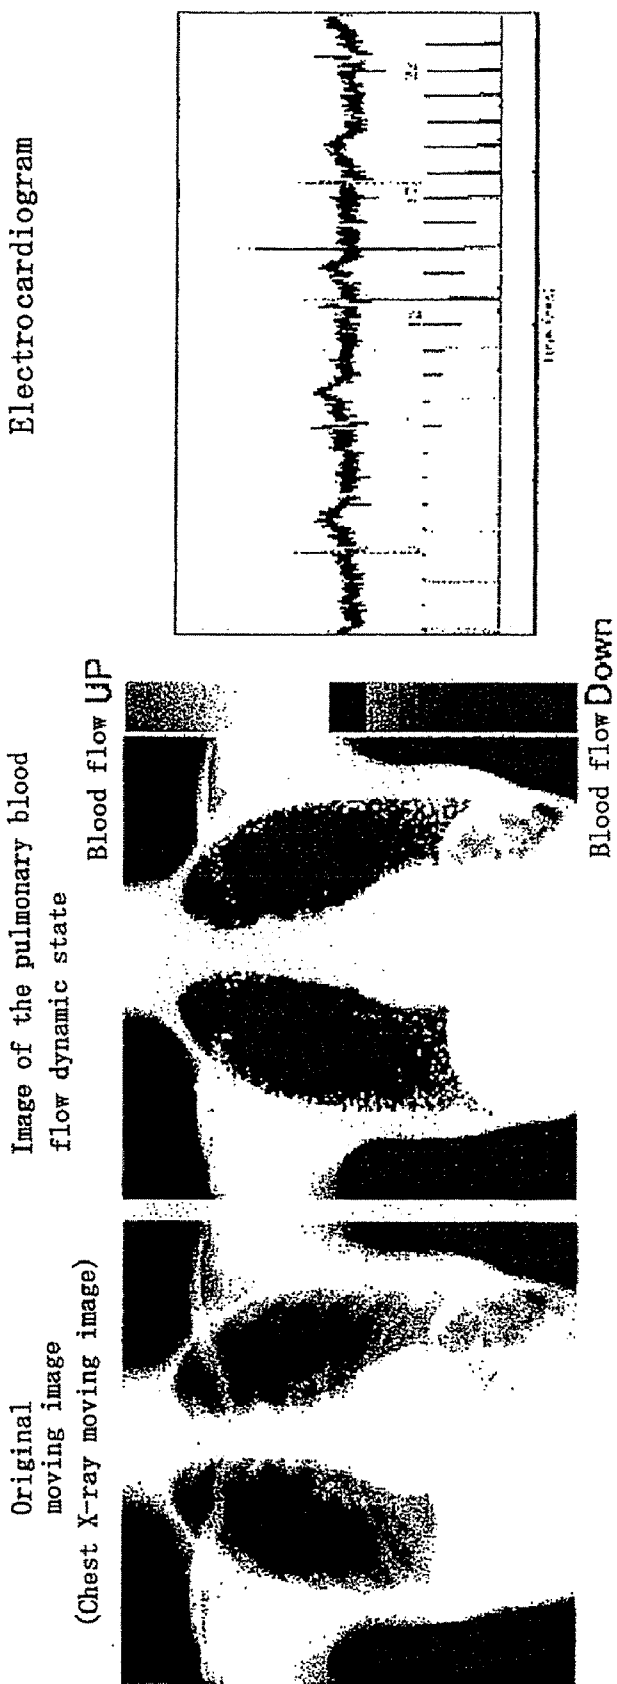 Original
moving image
(Chest X-ray moving image)
Image of the pulmonary blood
flow dynamic state
Blood flow UP
Blood flow Down
Electrocardiogram